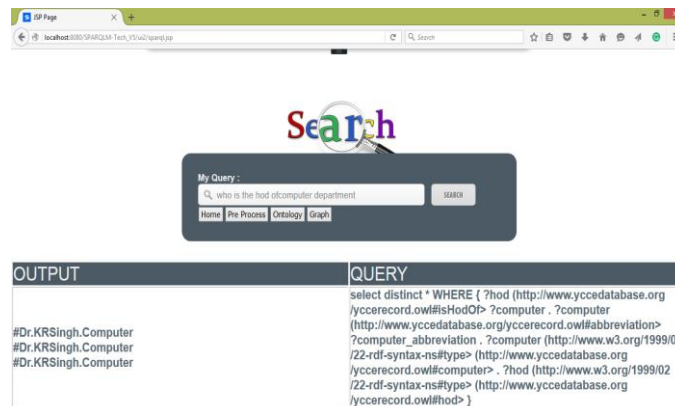 JSP Page
localhost:8080/SPARQLM-Tech_V5/ui2/sparql.jsp
Search
Search
My Query :
who is the hod ofcomputer department
SEARCH
Home Pre Process Ontology Graph
OUTPUT
QUERY
#Dr.KRSingh.Computer
#Dr.KRSingh.Computer
#Dr.KRSingh.Computer
select distinct * WHERE { ?hod (http://www.yccedatabase.org
/yccerecord.owl#isHodOf> ?computer . ?computer
(http://www.yccedatabase.org/yccerecord.owl#abbreviation>
?computer_abbreviation . ?computer (http://www.w3.org/1999/0
/22-rdf-syntax-ns#type> (http://www.yccedatabase.org
/yccerecord.owl#computer> . ?hod (http://www.w3.org/1999/02
/22-rdf-syntax-ns#type> (http://www.yccedatabase.org
/yccerecord.owl#hod> }